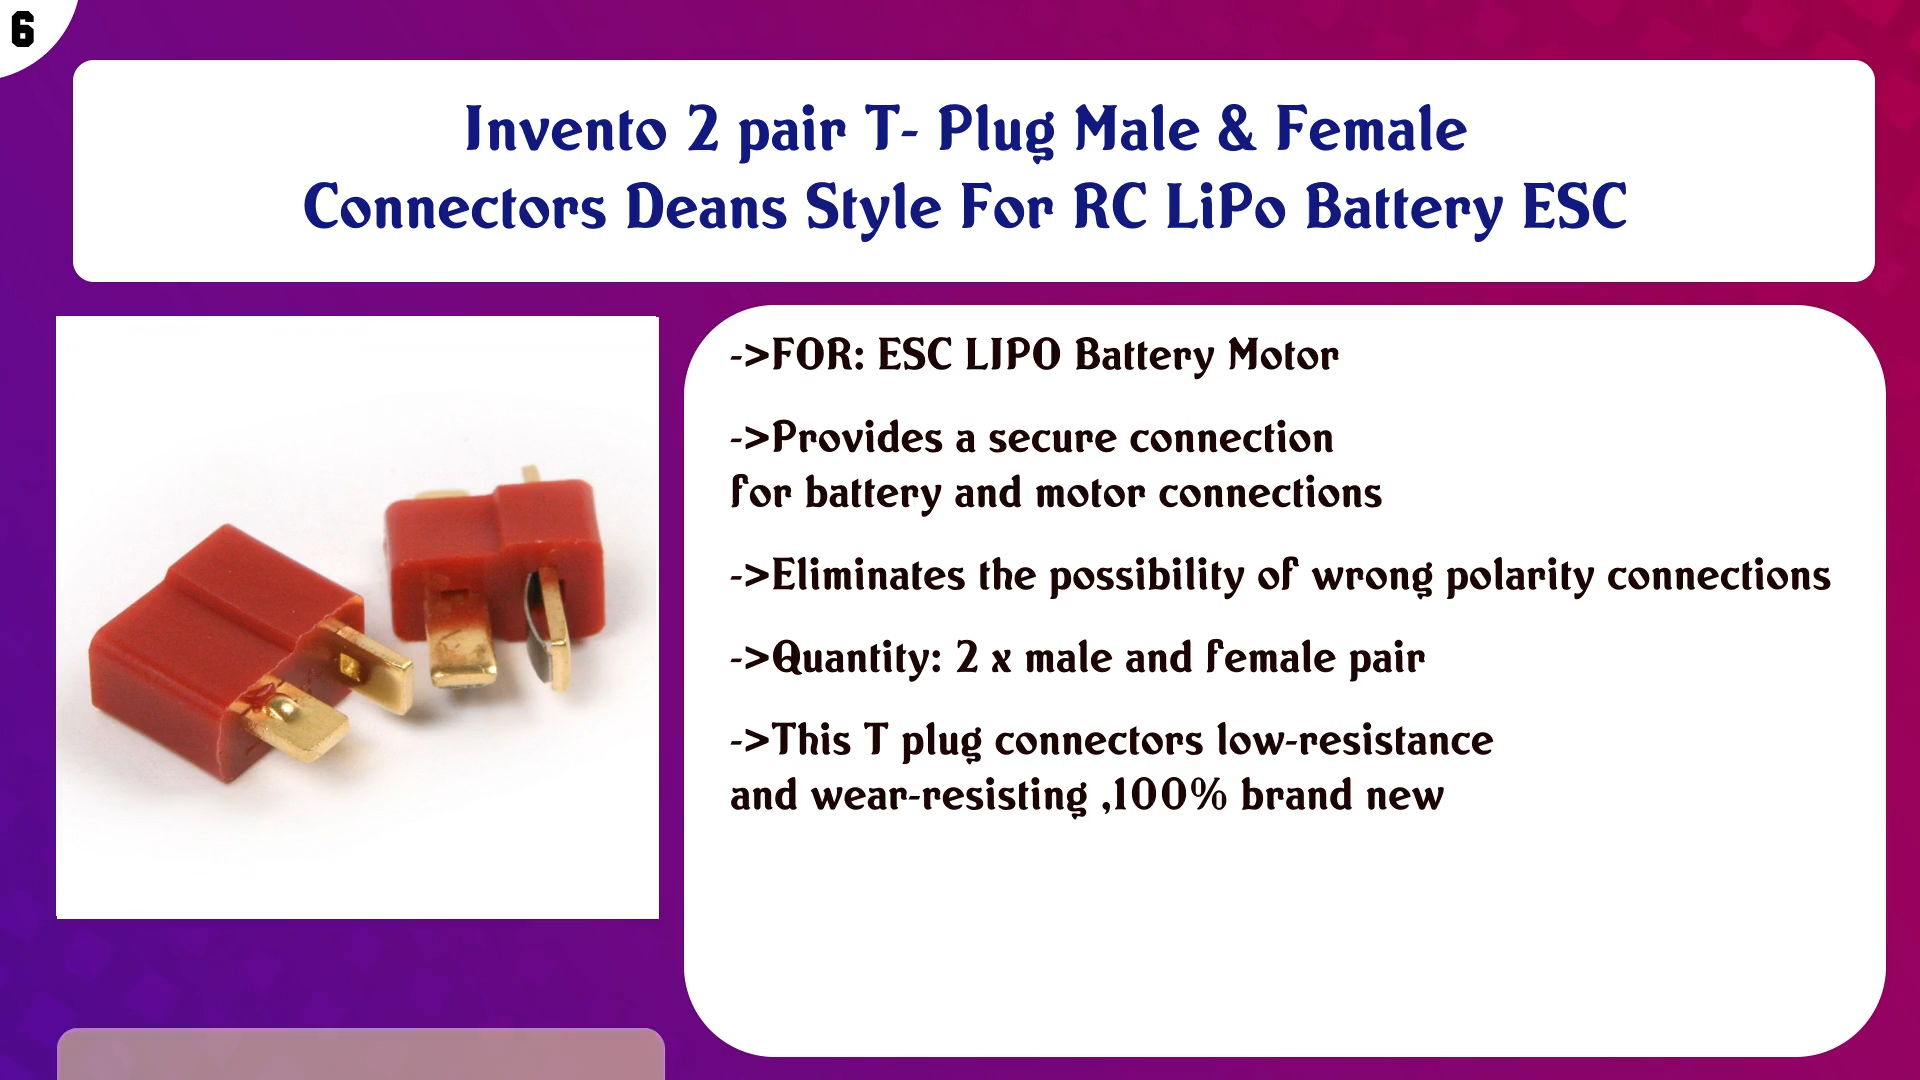 6
Invento 2 pair T- Plug Male & Female
Connectors Deans Style For RC LiPo Battery ESC
->FOR: ESC LIPO Battery Motor
->Provides a secure connection
for battery and motor connections
->Eliminates the possibility of wrong polarity connections
->Quantity: 2 x male and female pair
->This T plug connectors low-resistance
and wear-resisting ,100% brand new